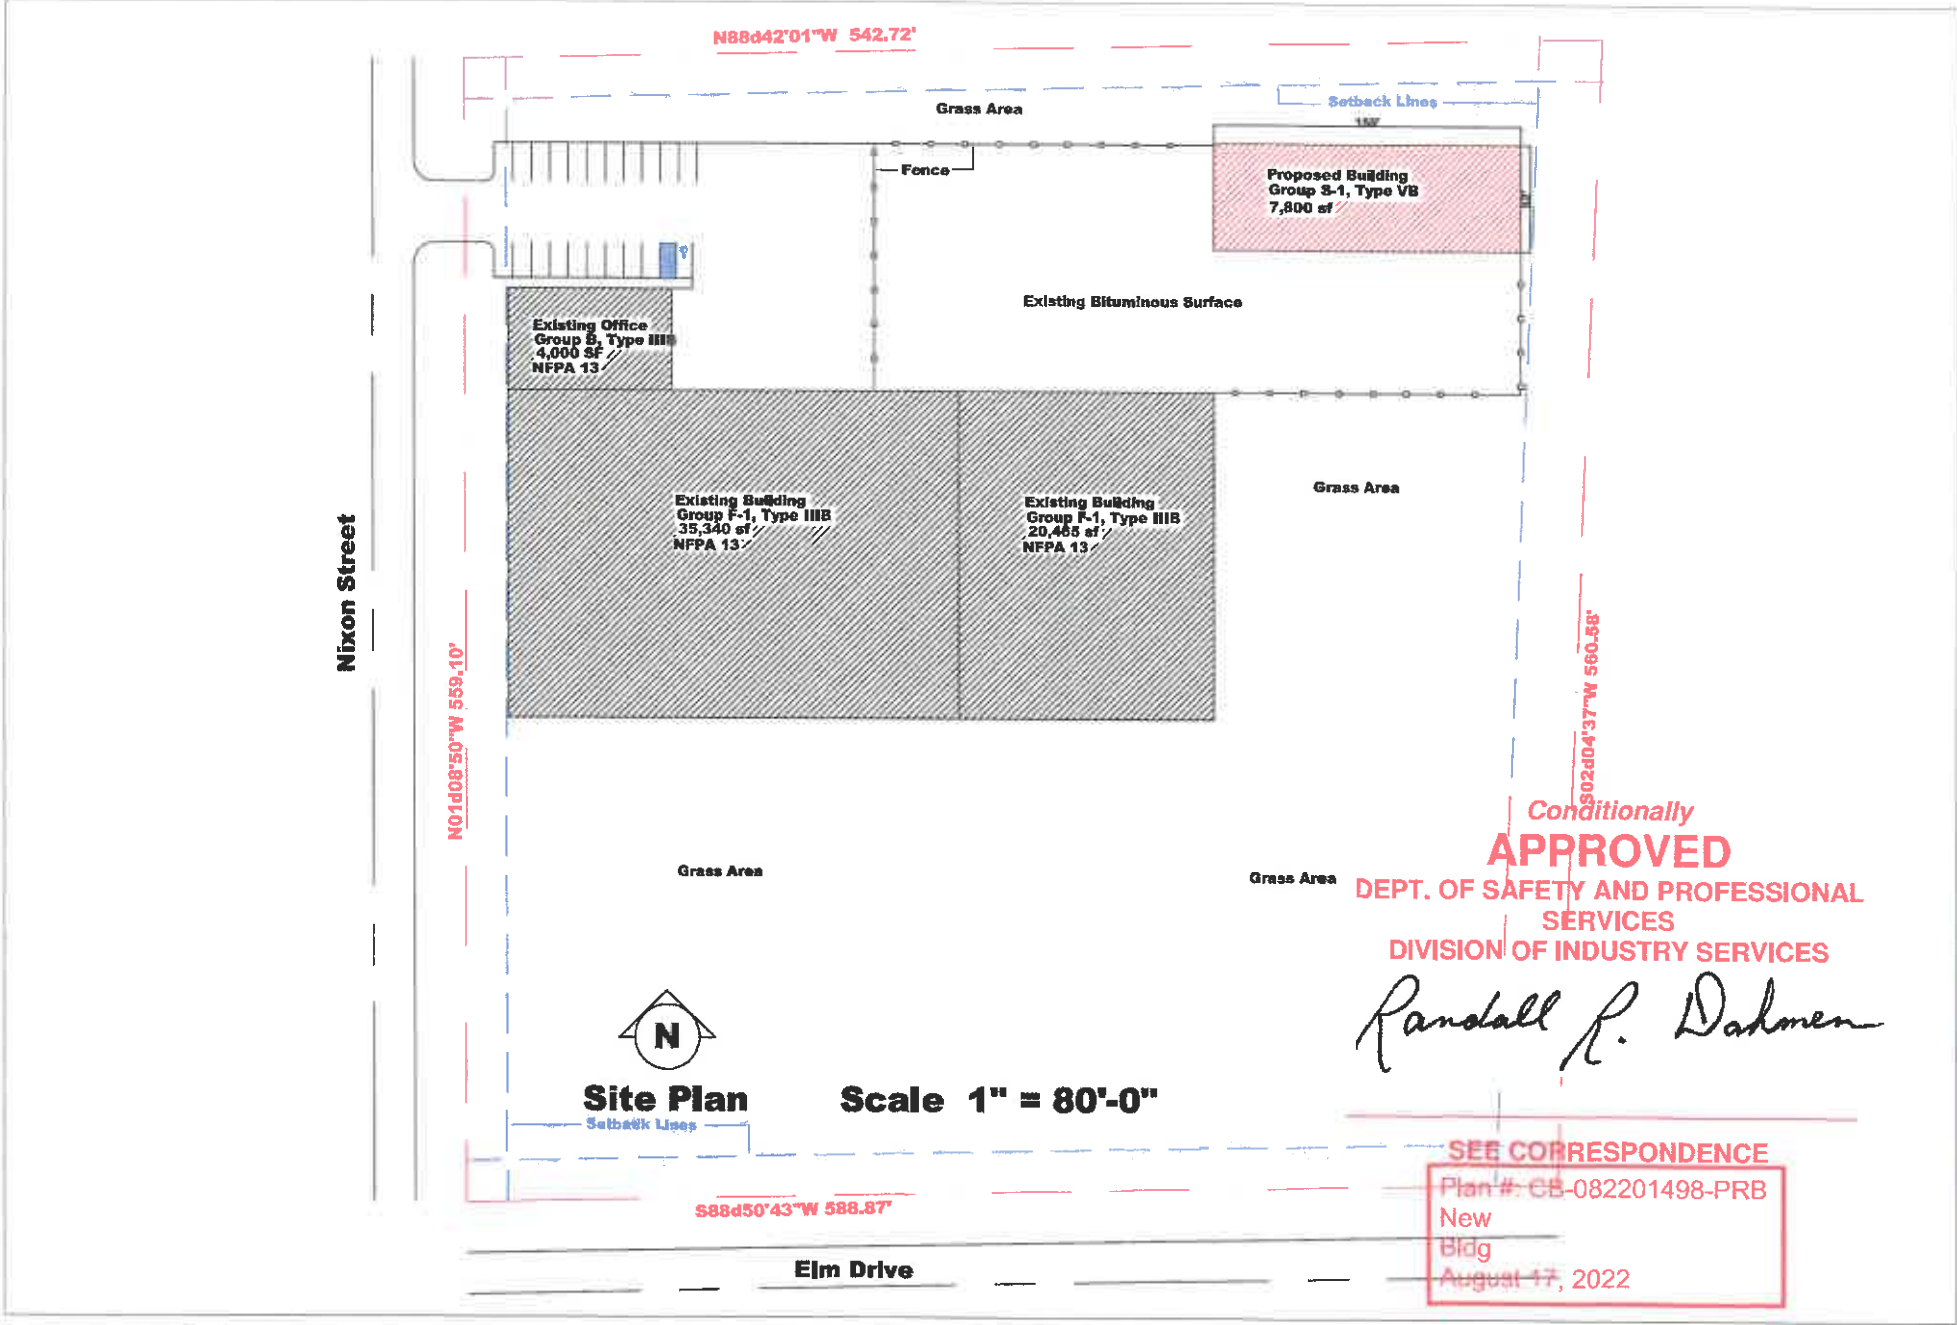 N88d42'01"W 542.72'
Setback Lines
Grass Area
Fence
Proposed Building
Group S-1, Type VB
7,800 sf
Existing Bituminous Surface
Existing Office
Group B, Type IIIB
4,000 SF
NFPA 13
Existing Building
Group F-1, Type IIIB
35,340 sf
NFPA 13
Existing Building
Group F-1, Type IIIB
20,465 sf
NFPA 13
Grass Area
Nixon Street
N01d08'50"W 559.10'
S02d04'37"W 560.58'
Grass Area
Grass Area
Conditionally
APPROVED
DEPT. OF SAFETY AND PROFESSIONAL
SERVICES
DIVISION OF INDUSTRY SERVICES
Randall R. Dahmen
N
Site Plan Scale 1" = 80'-0"
Setback Lines
SEE CORRESPONDENCE
Plan #: CB-082201498-PRB
New
Bldg
August 17, 2022
S88d50'43"W 588.87'
Elm Drive